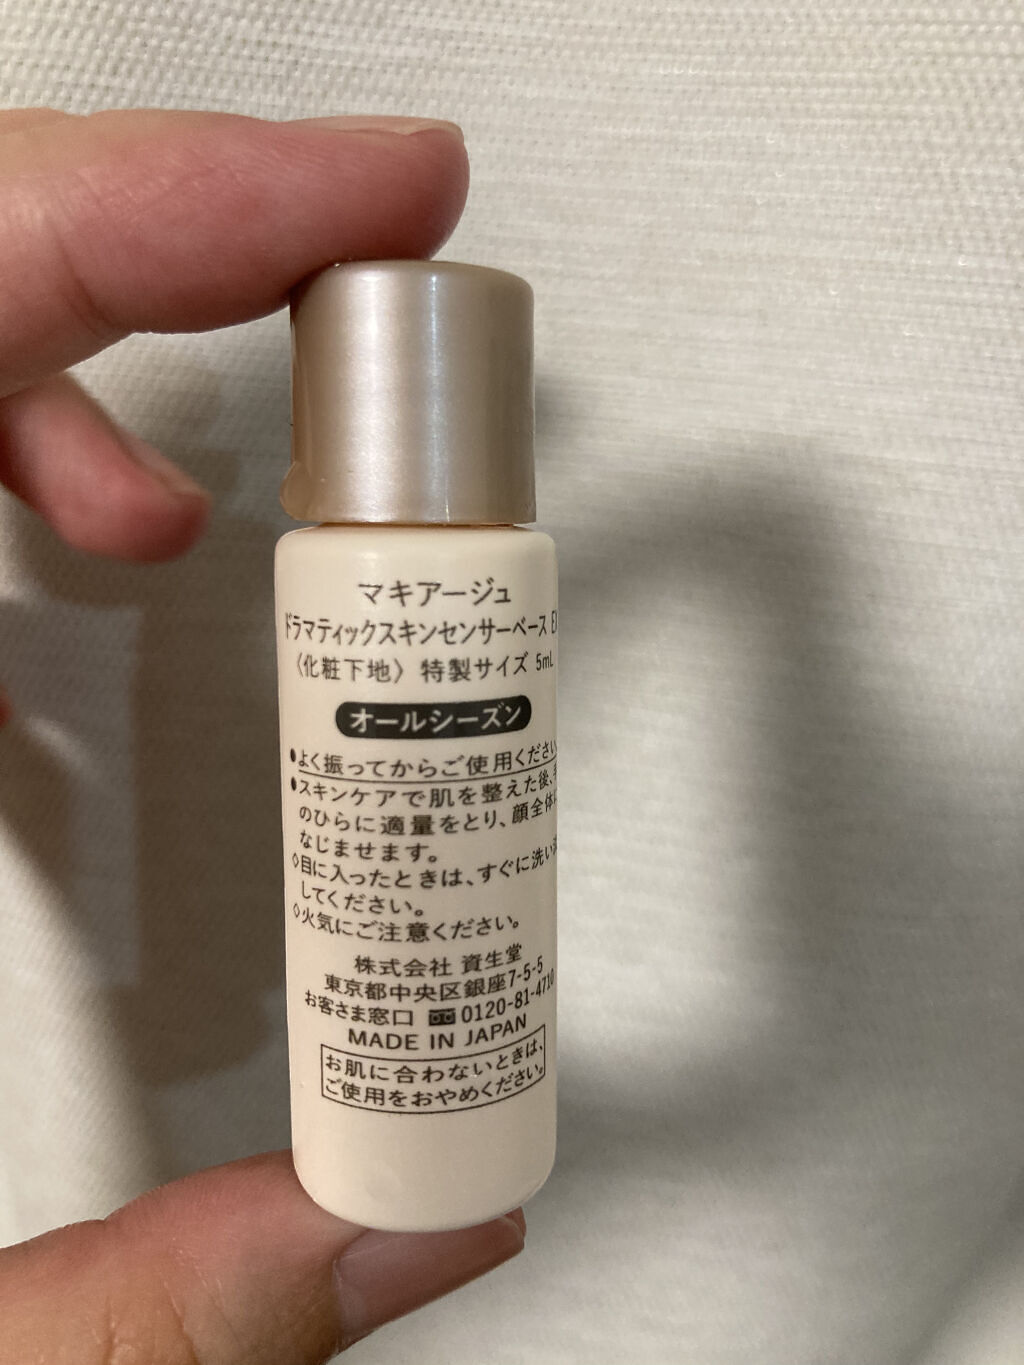 マキアージュ
ドラマティックスキンセンサーベース EX
〈化粧下地〉 特製サイズ 5mL
オールシーズン
●よく振ってからご使用ください
●スキンケアで肌を整えた後、手
のひらに適量をとり、顔全体に
なじませます。
◇目に入ったときは、すぐに洗い流
してください。
◇火気にご注意ください。
株式会社 資生堂
東京都中央区銀座7-5-5
お客さま窓口 0120-81-4710
MADE IN JAPAN
お肌に合わないときは、
ご使用をおやめください。